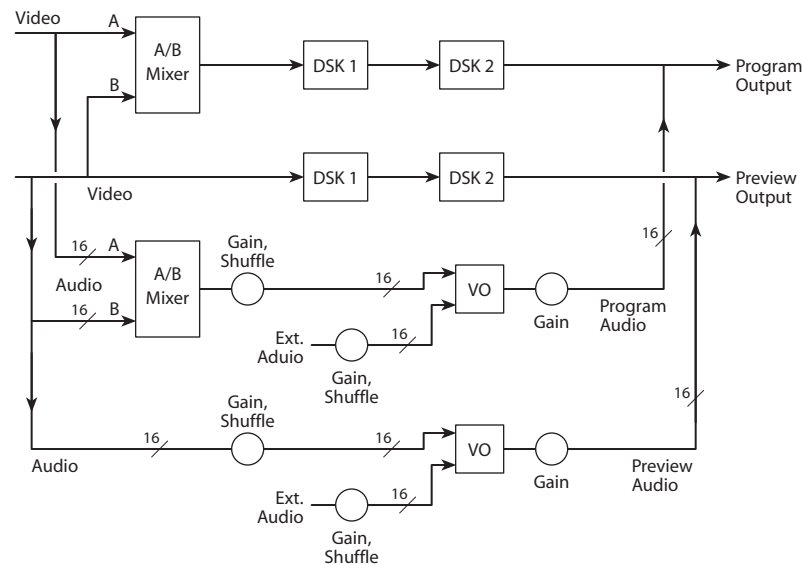 Video
A
A/B
Mixer
B
DSK 1
DSK 2
Program
Output
Video
DSK 1
DSK 2
Preview
Output
16
A
Audio
A/B
Mixer
16
B
Gain,
Shuffle
16
VO
Gain
16
Program
Audio
Ext.
Aduio
16
Gain,
Shuffle
Audio
16
Gain,
Shuffle
16
VO
Gain
16
Preview
Audio
Ext.
Audio
16
Gain,
Shuffle